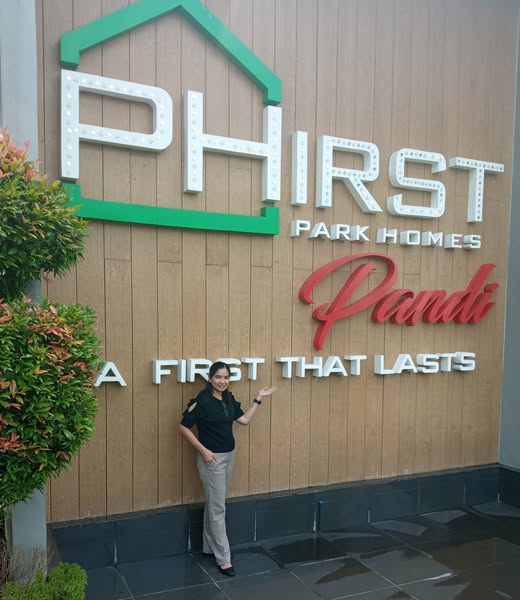 PHIRST
PARK HOMES
Pandi
A FIRST THAT LASTS